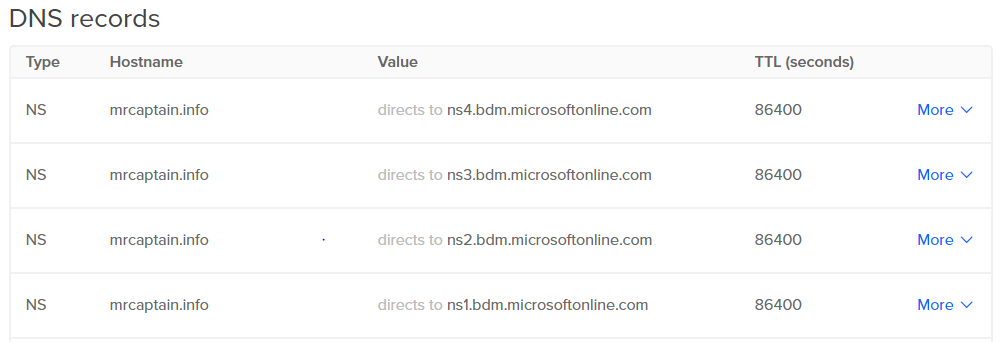 DNS records
Type Hostname Value TTL (seconds)
NS mrcaptain.info directs to ns4.bdm.microsoftonline.com 86400 More
NS mrcaptain.info directs to ns3.bdm.microsoftonline.com 86400 More
NS mrcaptain.info directs to ns2.bdm.microsoftonline.com 86400 More
NS mrcaptain.info directs to ns1.bdm.microsoftonline.com 86400 More